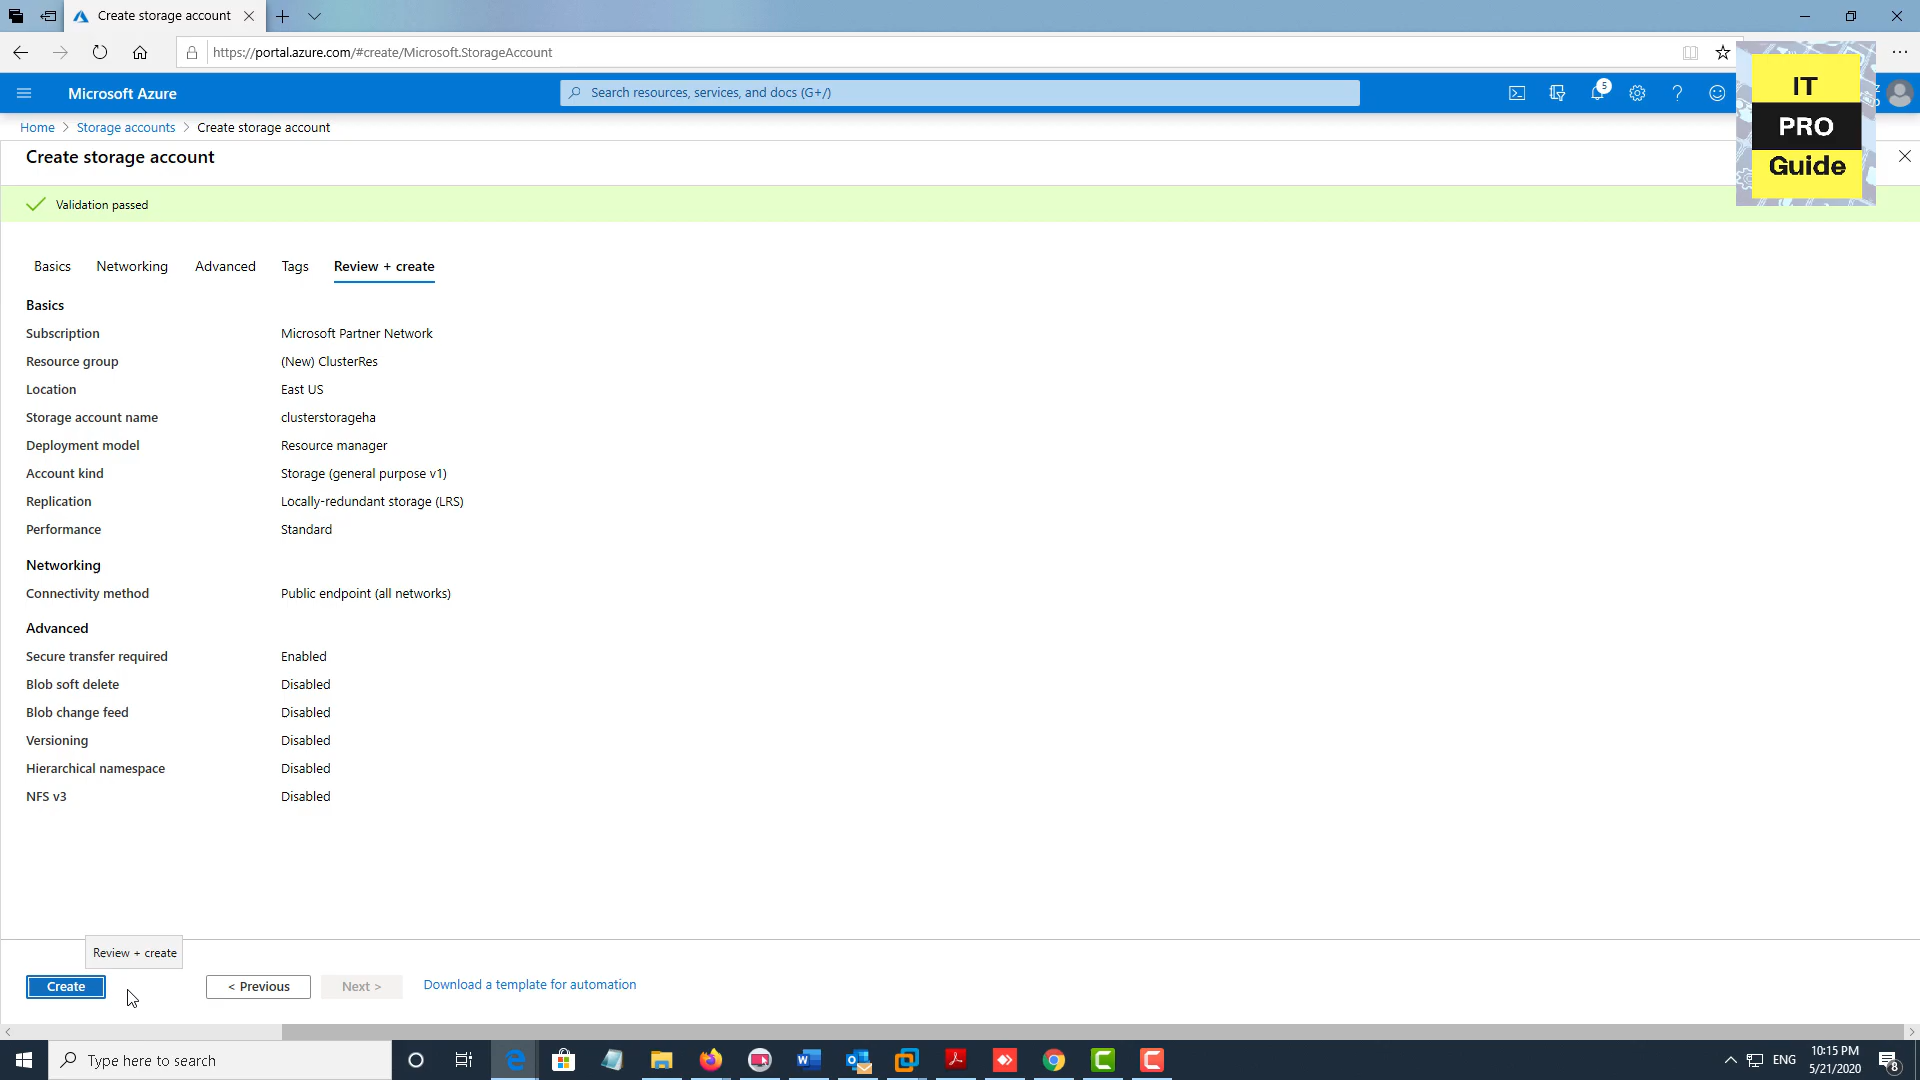 Create storage account
https://portal.azure.com/#create/Microsoft.StorageAccount
Microsoft Azure
Search resources, services, and docs (G+/)
5
IT
PRO
Guide
Home > Storage accounts > Create storage account
Create storage account
Validation passed
Basics Networking Advanced Tags Review + create
Basics
Subscription Microsoft Partner Network
Resource group (New) ClusterRes
Location East US
Storage account name clusterstorageha
Deployment model Resource manager
Account kind Storage (general purpose v1)
Replication Locally-redundant storage (LRS)
Performance Standard
Networking
Connectivity method Public endpoint (all networks)
Advanced
Secure transfer required Enabled
Blob soft delete Disabled
Blob change feed Disabled
Versioning Disabled
Hierarchical namespace Disabled
NFS v3 Disabled
Review + create
Create < Previous Next > Download a template for automation
Type here to search
ENG
10:15 PM
5/21/2020
8